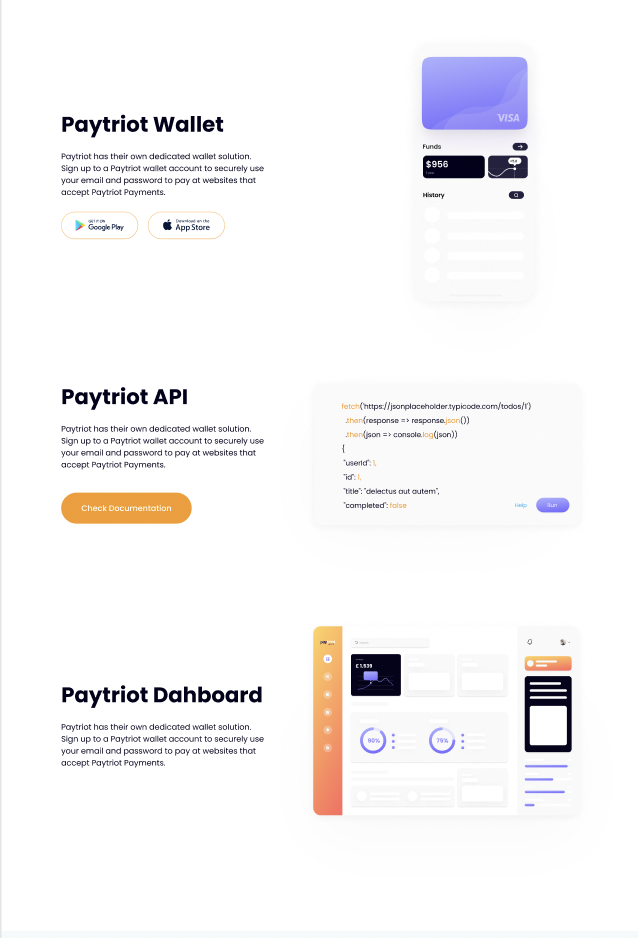 Paytriot Wallet
Paytriot has their own dedicated wallet solution.
Sign up to a Paytriot wallet account to securely use
your email and password to pay at websites that
accept Paytriot Payments.
GET IT ON
Google Play
Download on the
App Store
VISA
Funds
$956
History
Paytriot API
Paytriot has their own dedicated wallet solution.
Sign up to a Paytriot wallet account to securely use
your email and password to pay at websites that
accept Paytriot Payments.
Check Documentation
fetch('https://jsonplaceholder.typicode.com/todos/1')
.then(response => response.json())
.then(json => console.log(json))
{
"userId": 1,
"id": 1,
"title": "delectus aut autem",
"completed": false
Help
Run
Paytriot Dahboard
Paytriot has their own dedicated wallet solution.
Sign up to a Paytriot wallet account to securely use
your email and password to pay at websites that
accept Paytriot Payments.
£1,539
90%
75%